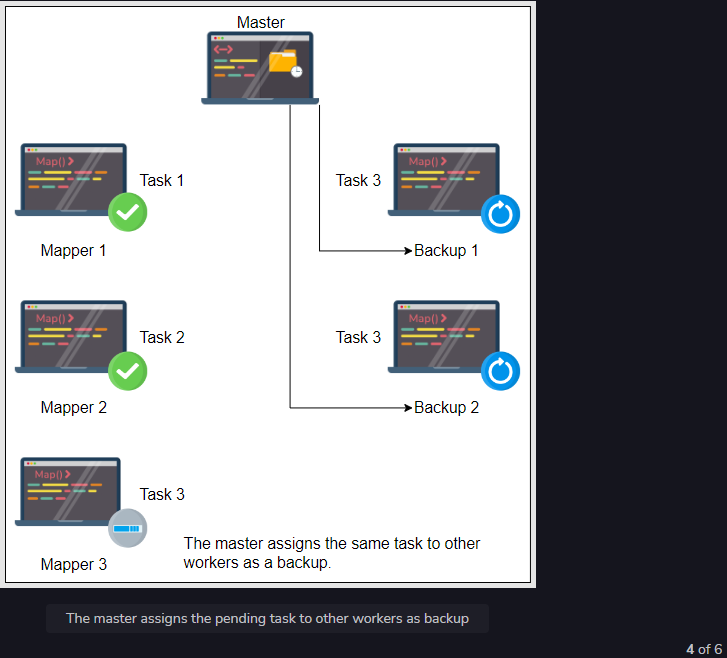 Master
Map()
Task 1
Mapper 1
Task 3
Map()
Backup 1
Map()
Task 2
Mapper 2
Task 3
Map()
Backup 2
Map()
Task 3
Mapper 3
The master assigns the same task to other
workers as a backup.
The master assigns the pending task to other workers as backup
4 of 6